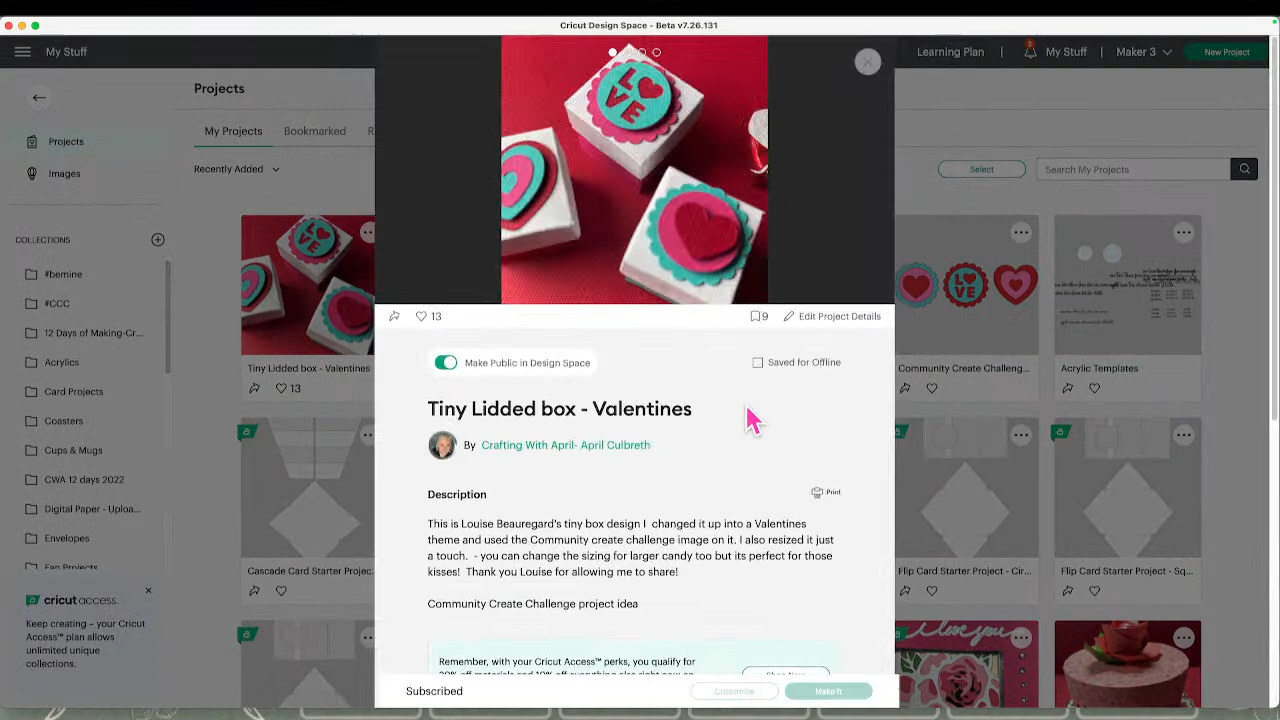 Cricut Design Space - Beta v7.26.131
My Stuff
Learning Plan
My Stuff
Maker 3
New Project
Projects
Projects
Images
My Projects
Bookmarked
Recently Added
Select
Search My Projects
COLLECTIONS
#bemine
#CCC
12 Days of Making-Cr...
Acrylics
Card Projects
Coasters
Cups & Mugs
CWA 12 days 2022
Digital Paper - Uploa...
Envelopes
cricut access.
Keep creating – your Cricut
Access™ plan allows
unlimited unique
collections.
LOVE
Tiny Lidded box - Valentines
13
Cascade Card Starter Projec...
LOVE
13
9
Edit Project Details
Make Public in Design Space
Saved for Offline
Tiny Lidded box - Valentines
By Crafting With April- April Culbreth
Description
Print
This is Louise Beauregard's tiny box design I changed it up into a Valentines
theme and used the Community create challenge image on it. I also resized it just
a touch. - you can change the sizing for larger candy too but its perfect for those
kisses! Thank you Louise for allowing me to share!
Community Create Challenge project idea
Remember, with your Cricut Access™ perks, you qualify for
Subscribed
Customize
Make It
LOVE
Community Create Challeng...
Acrylic Templates
Flip Card Starter Project - Cir...
Flip Card Starter Project - Sq...
I love you